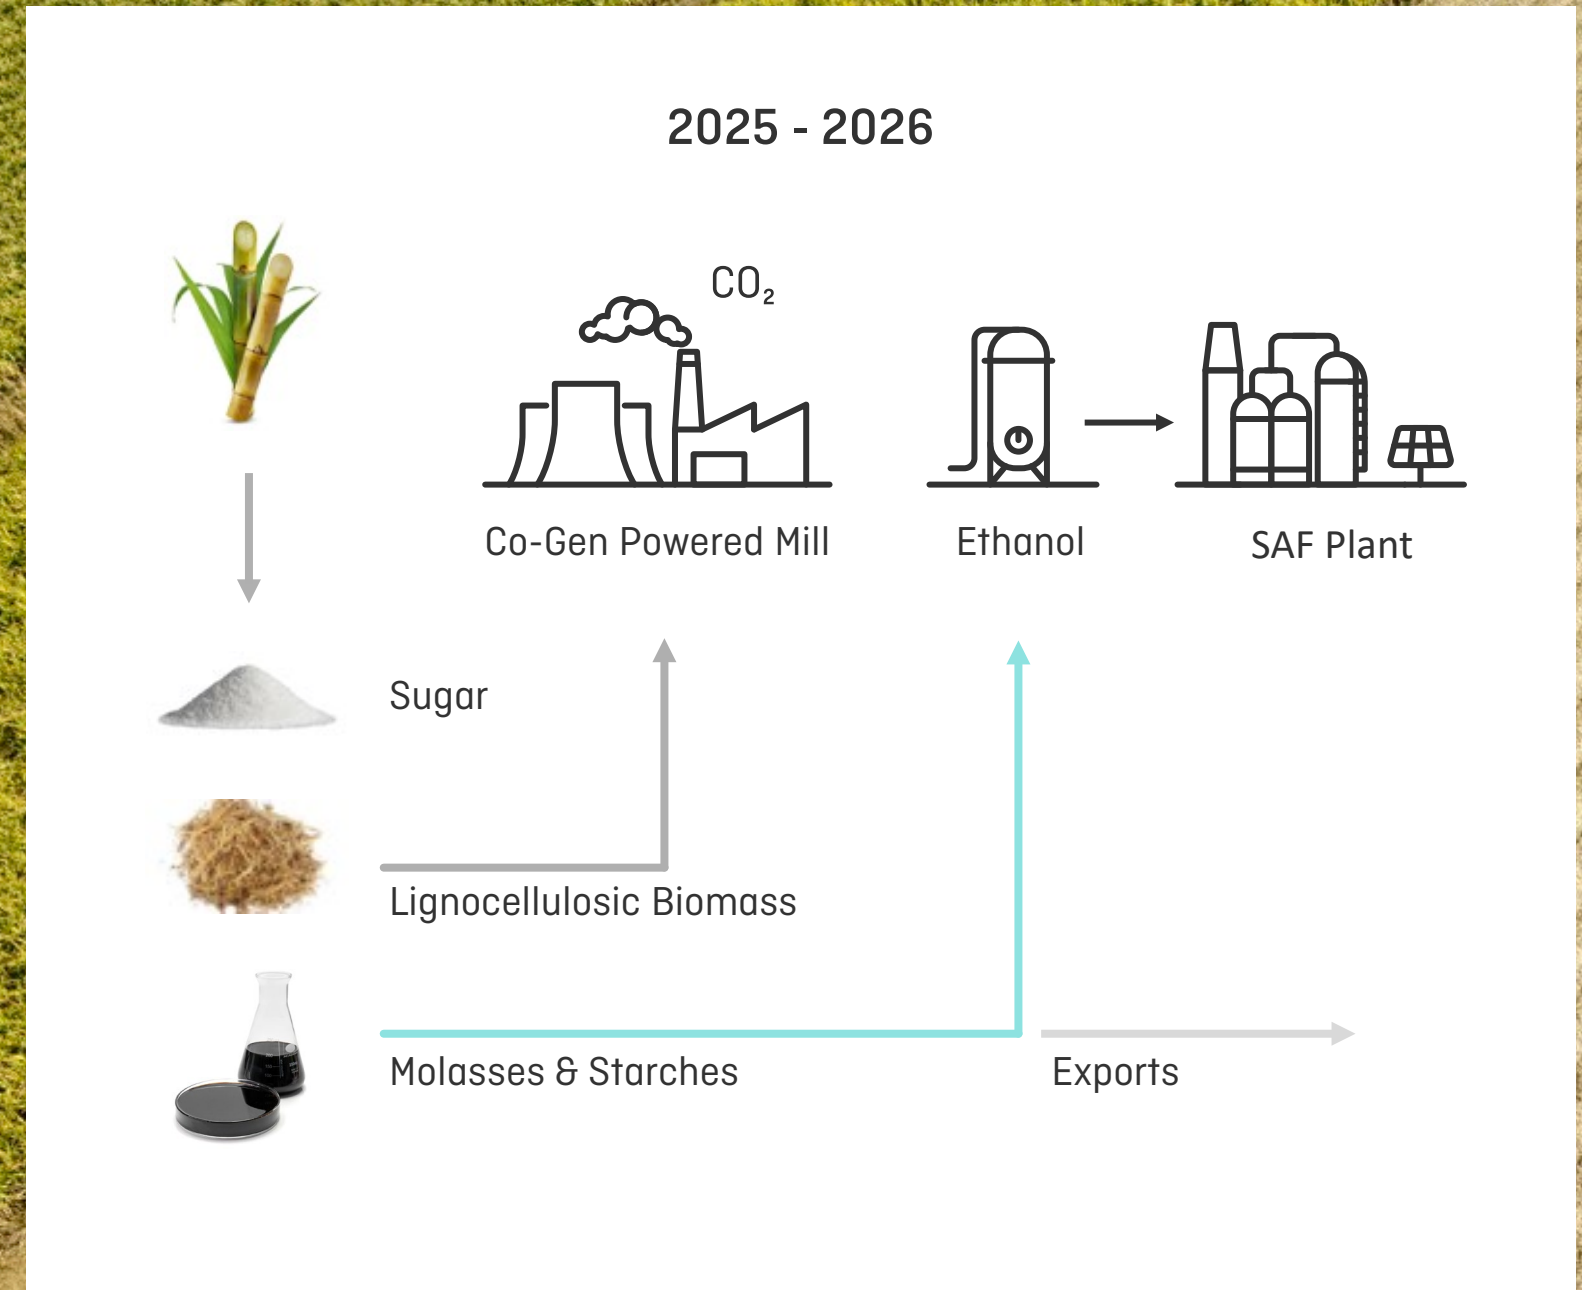 2025 - 2026
CO₂
Co-Gen Powered Mill
Ethanol
SAF Plant
Sugar
Lignocellulosic Biomass
Molasses & Starches
Exports